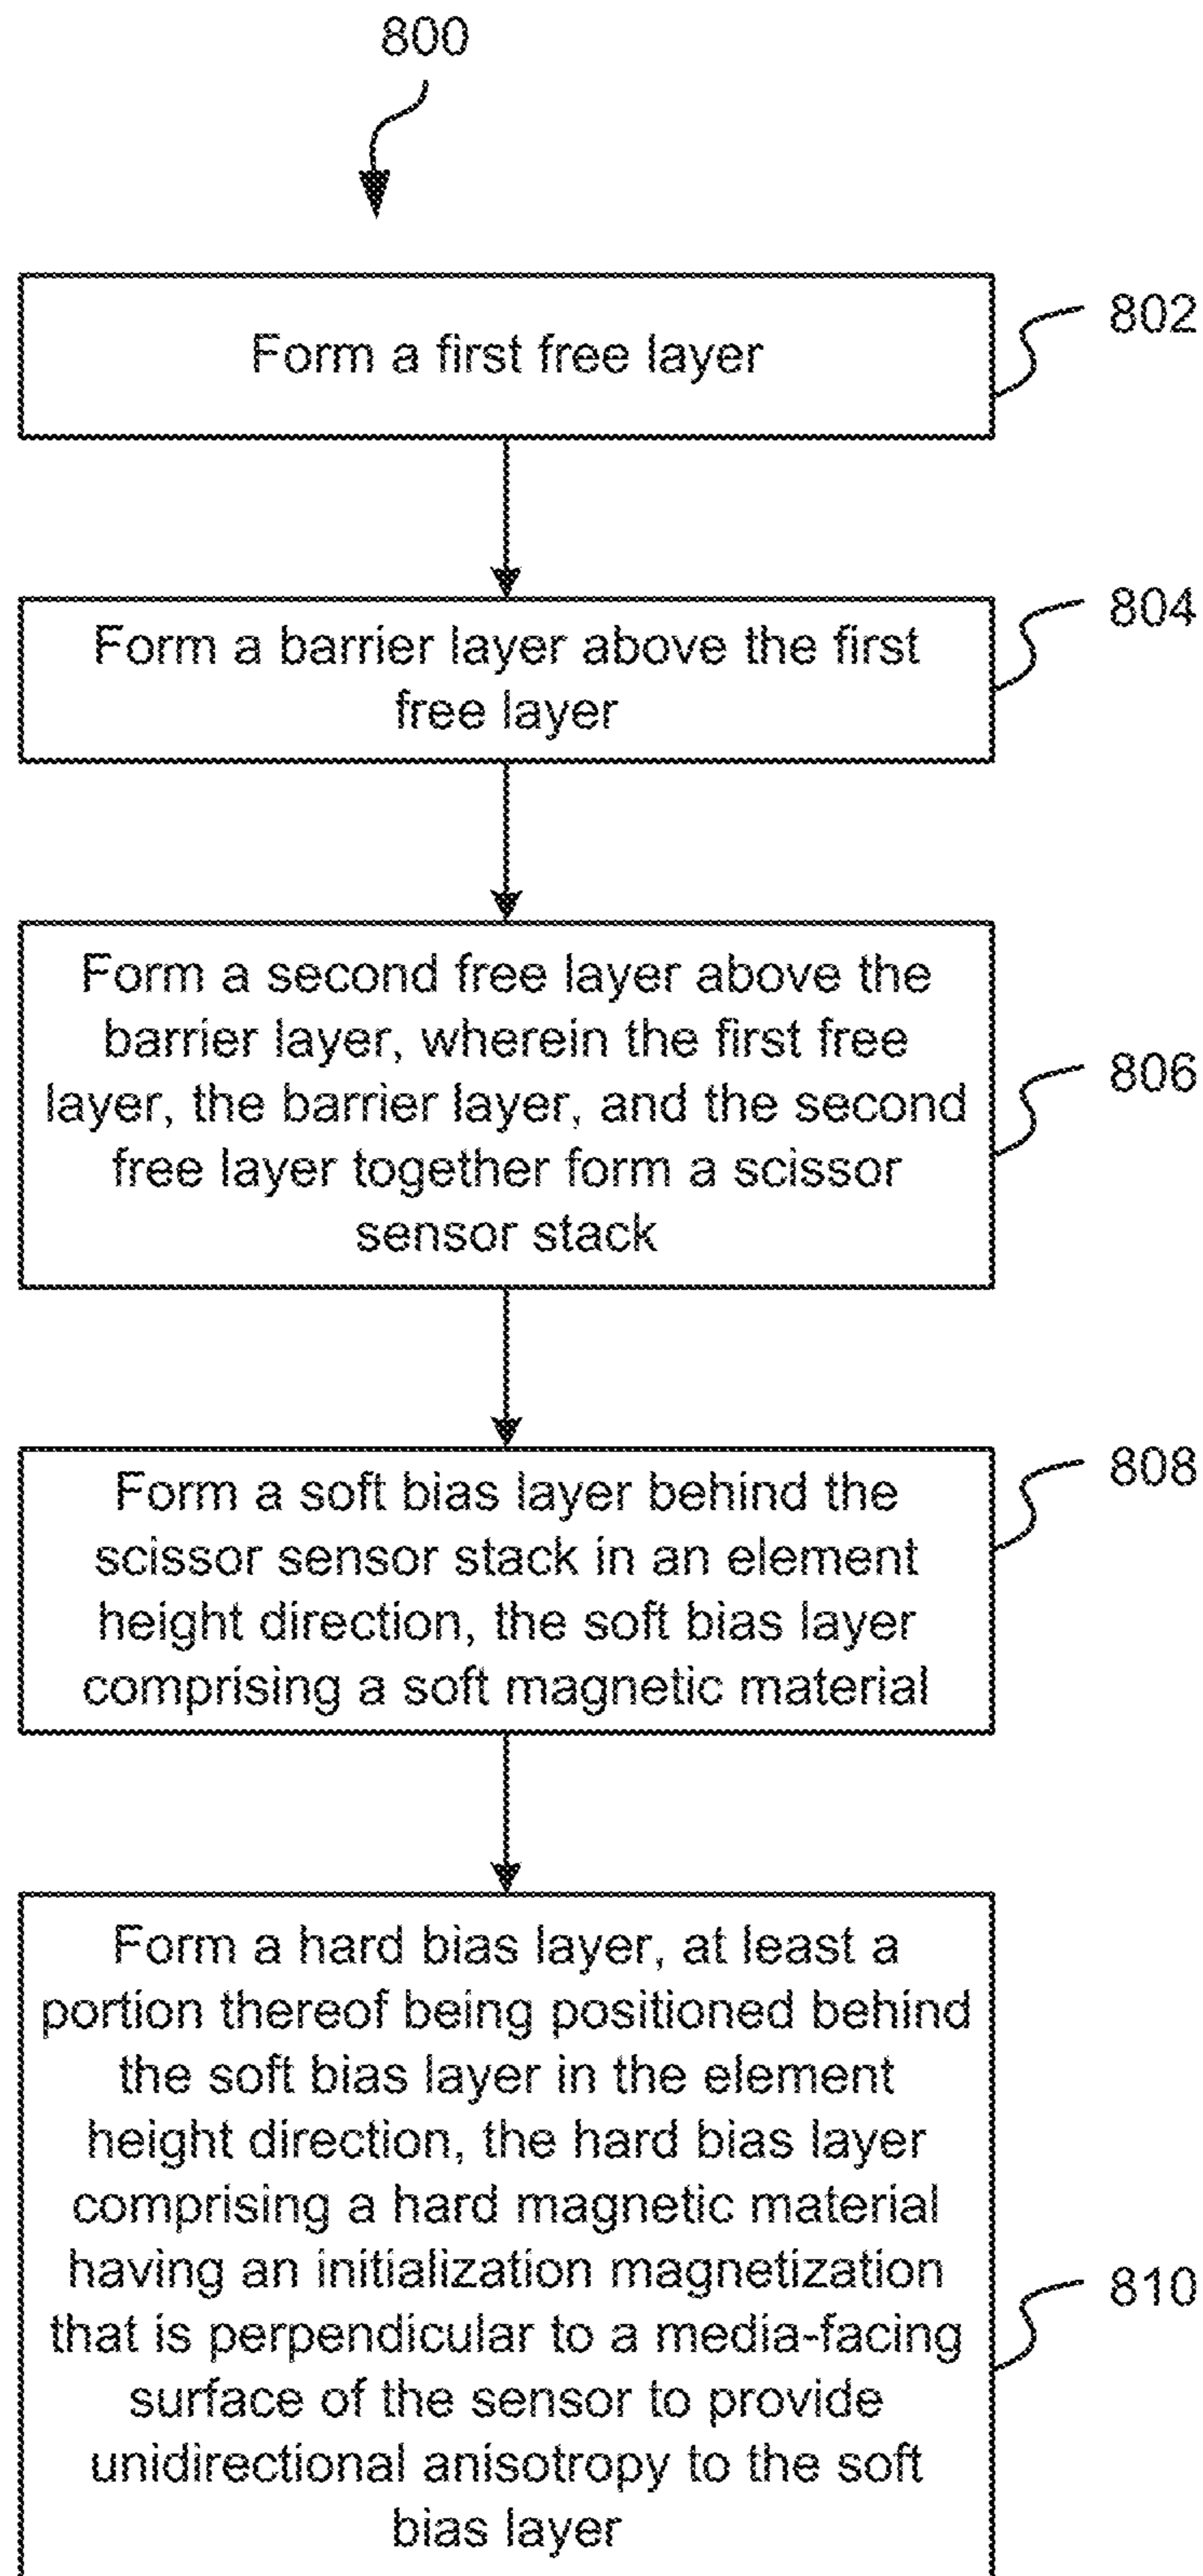 800
Form a first free layer
802
Form a barrier layer above the first
free layer
804
Form a second free layer above the
barrier layer, wherein the first free
layer, the barrier layer, and the second
free layer together form a scissor
sensor stack
806
Form a soft bias layer behind the
scissor sensor stack in an element
height direction, the soft bias layer
comprising a soft magnetic material
808
Form a hard bias layer, at least a
portion thereof being positioned behind
the soft bias layer in the element
height direction, the hard bias layer
comprising a hard magnetic material
having an initialization magnetization
that is perpendicular to a media-facing
surface of the sensor to provide
unidirectional anisotropy to the soft
bias layer
810